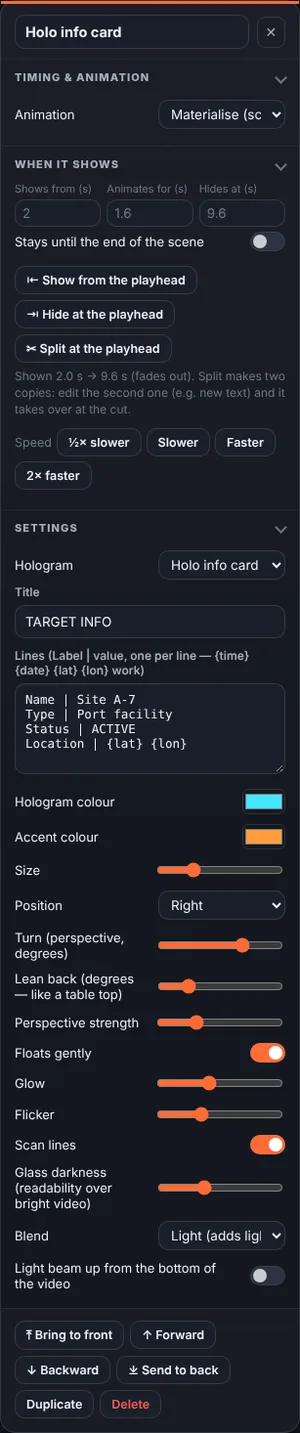 Holo info card ✕
TIMING & ANIMATION
Animation Materialise (sc
WHEN IT SHOWS
Shows from (s) Animates for (s) Hides at (s)
2 1.6 9.6
Stays until the end of the scene
⇤ Show from the playhead
⇥ Hide at the playhead
✂ Split at the playhead
Shown 2.0 s → 9.6 s (fades out). Split makes two
copies: edit the second one (e.g. new text) and it
takes over at the cut.
Speed ½× slower Slower Faster
2× faster
SETTINGS
Hologram Holo info card
Title
TARGET INFO
Lines (Label | value, one per line — {time}
{date} {lat} {lon} work)
Name | Site A-7
Type | Port facility
Status | ACTIVE
Location | {lat} {lon}
Hologram colour
Accent colour
Size
Position Right
Turn (perspective,
degrees)
Lean back (degrees
— like a table top)
Perspective strength
Floats gently
Glow
Flicker
Scan lines
Glass darkness
(readability over
bright video)
Blend Light (adds ligl
Light beam up from the bottom of
the video
⤒ Bring to front ↑ Forward
↓ Backward ⤓ Send to back
Duplicate Delete